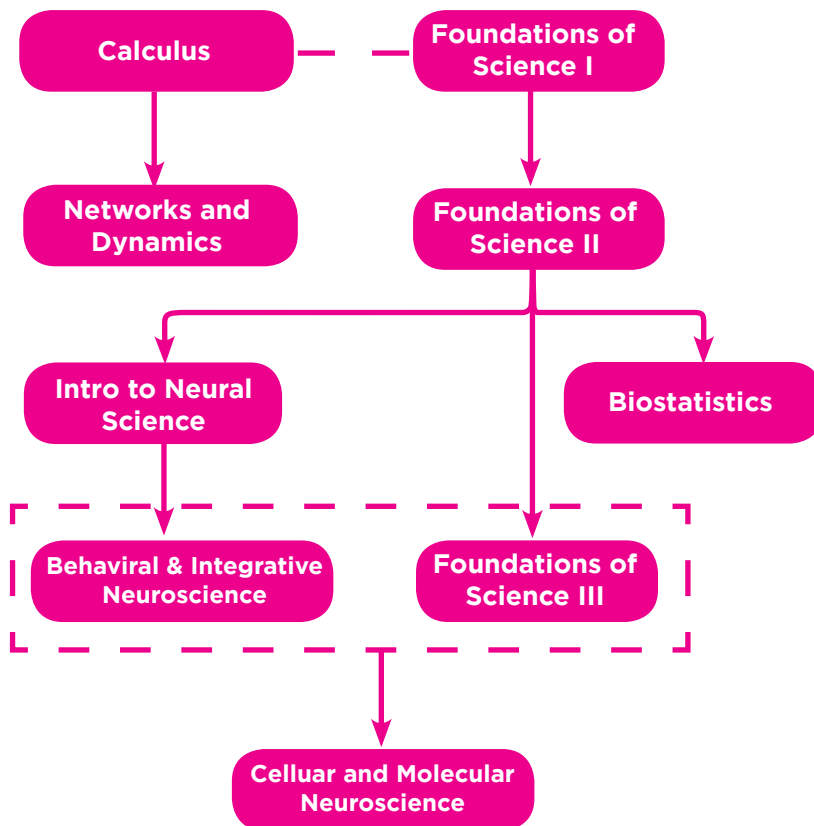 Calculus
Foundations of
Science I
Networks and
Dynamics
Foundations of
Science II
Intro to Neural
Science
Biostatistics
Behaviral & Integrative
Neuroscience
Foundations of
Science III
Celluar and Molecular
Neuroscience